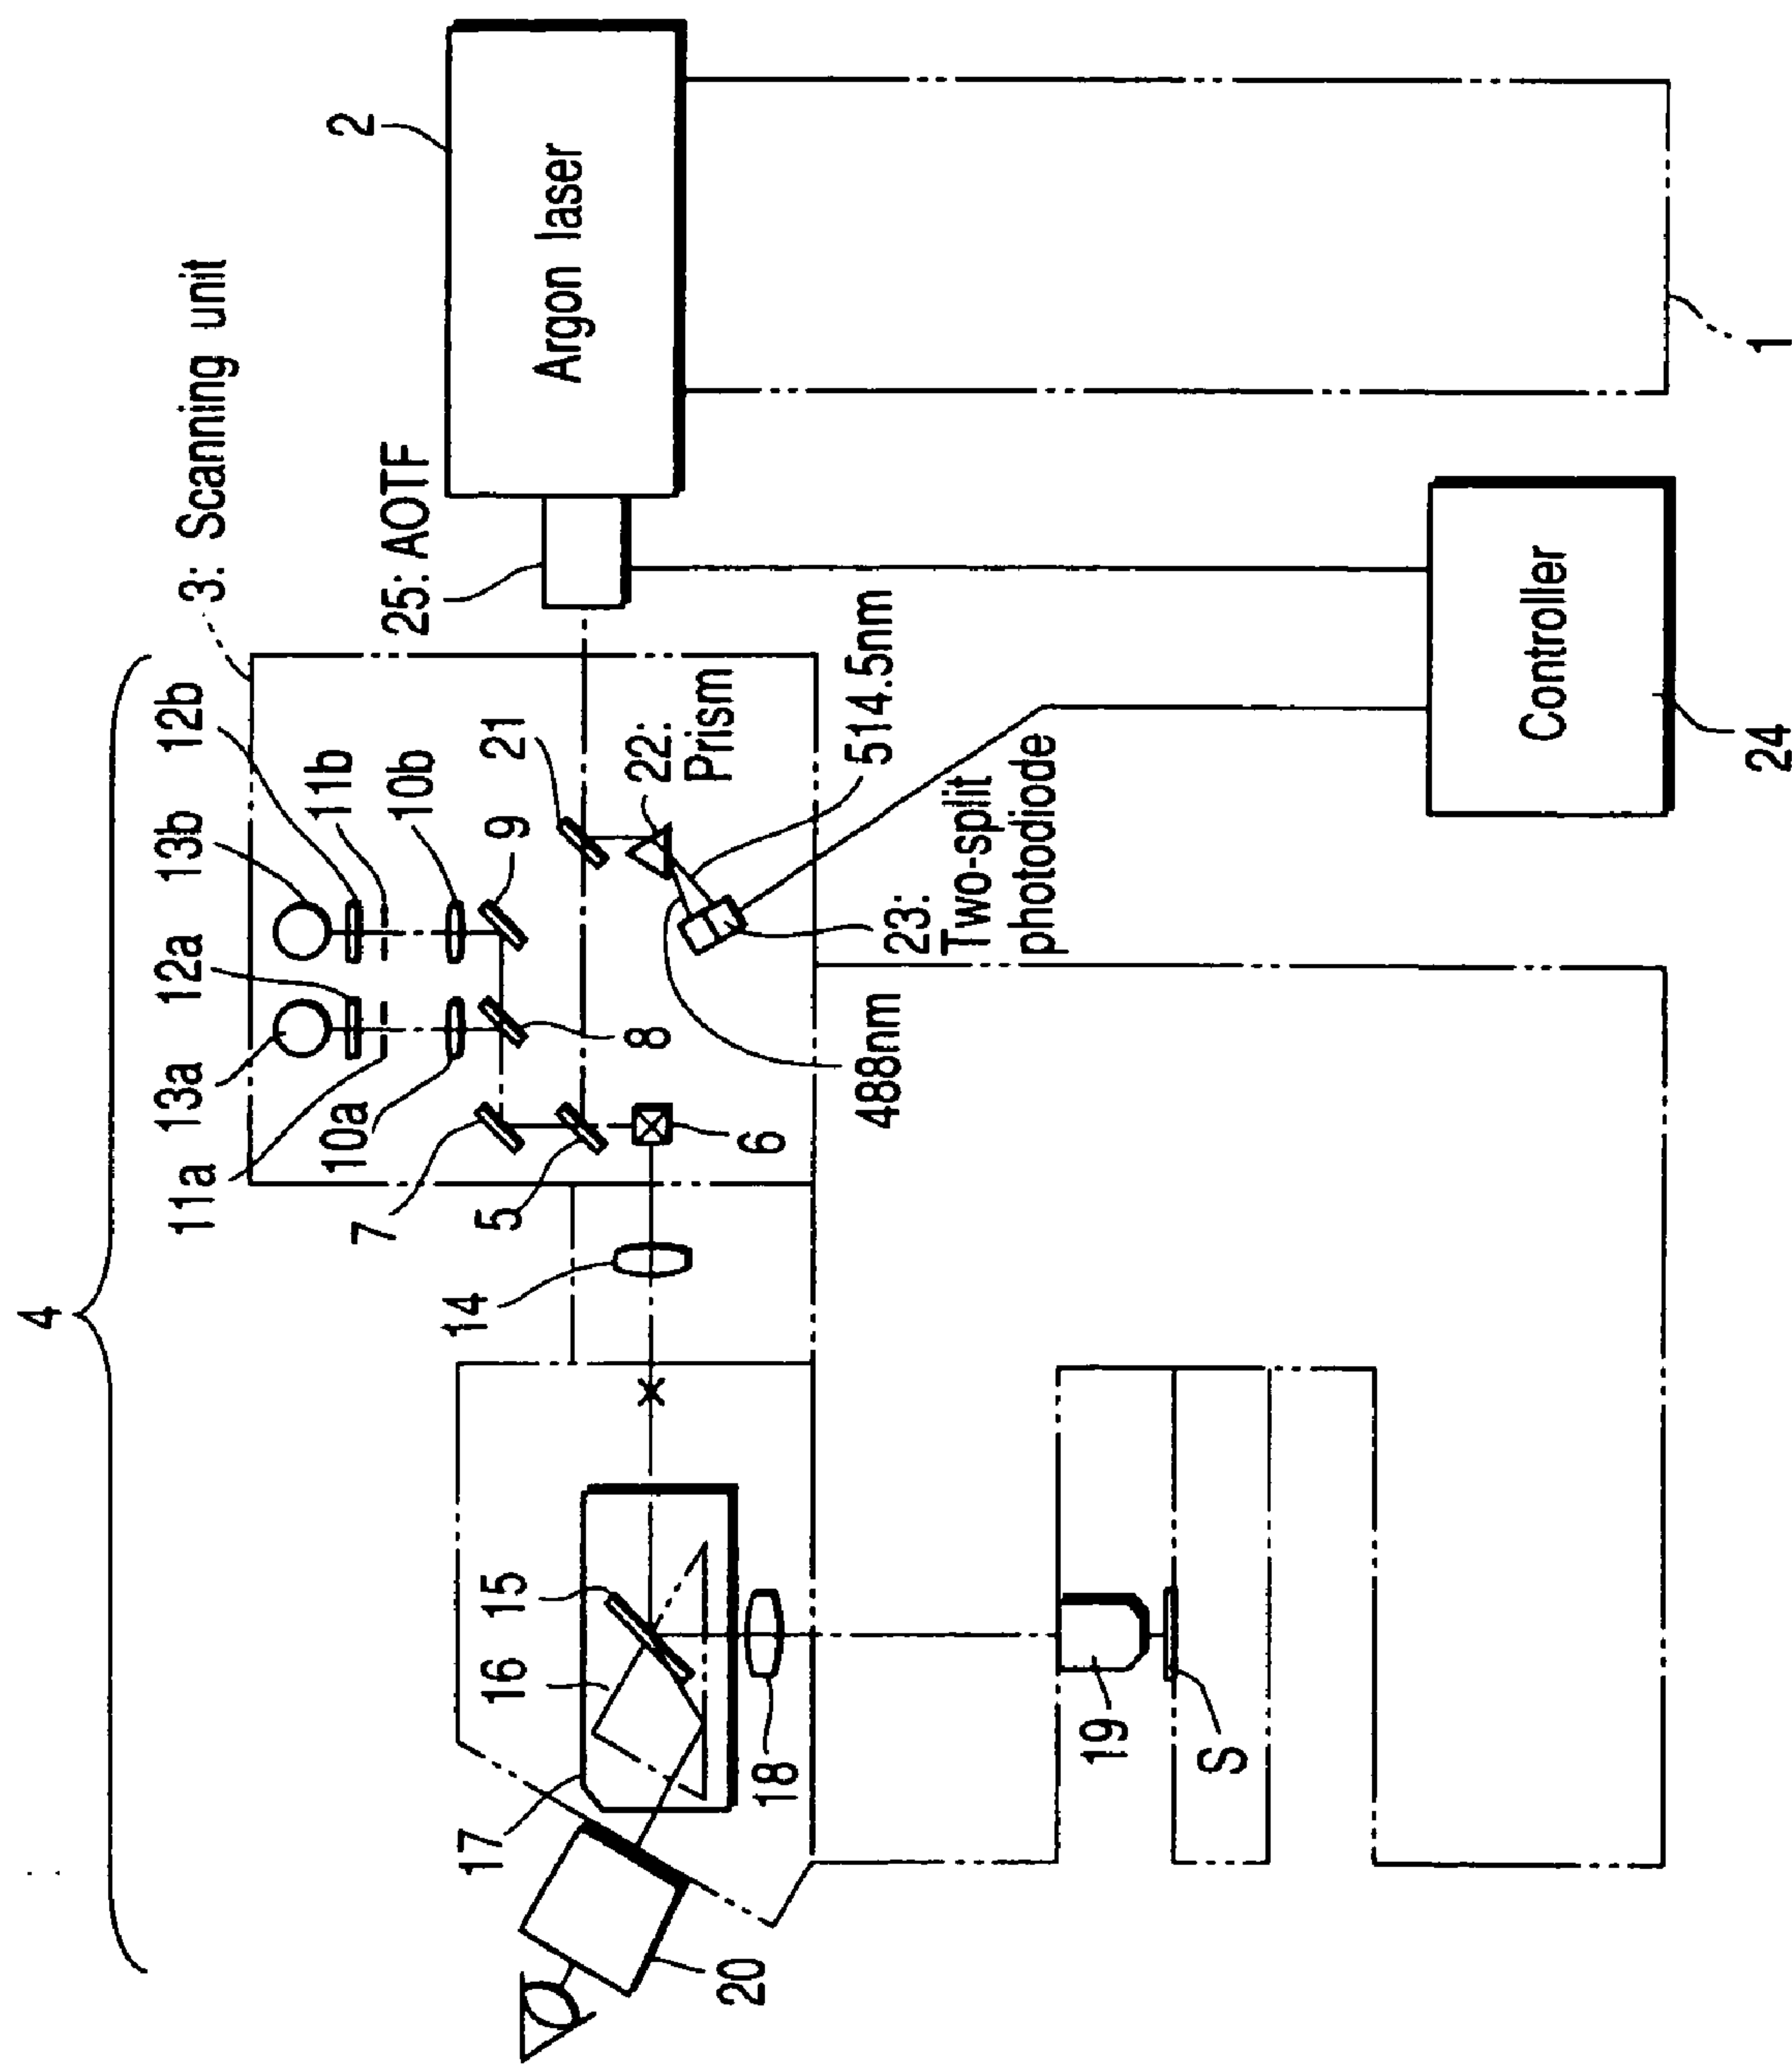 4
3: Scanning unit
2
Argon laser
25: AOTF
12b
13b
11b
12a
10b
13a
9
21
11a
10a
22:
Prism
7
8
514.5nm
5
6
488nm
23:
Two-split
photodiode
14
Controller
24
1
15
16
17
18
19
S
20